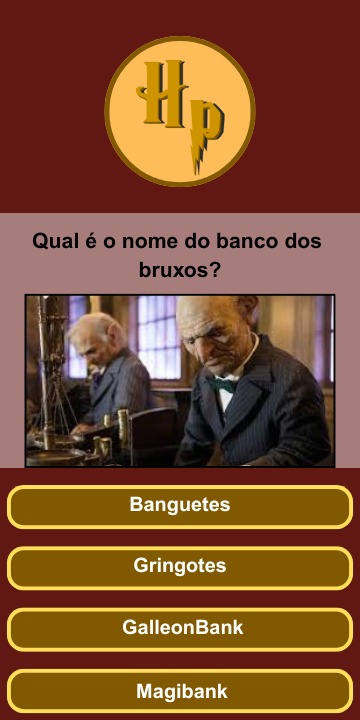 HP
Qual é o nome do banco dos
bruxos?
Banguetes
Gringotes
GalleonBank
Magibank